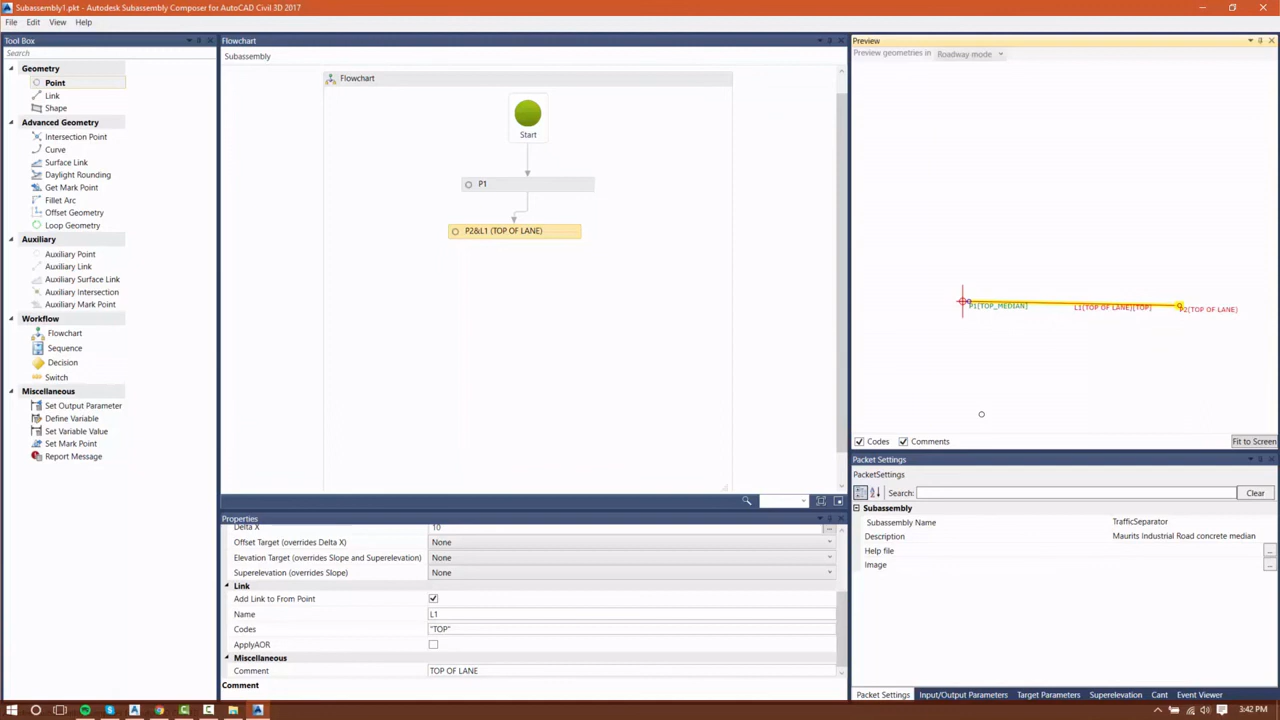 Subassembly1.pkt - Autodesk Subassembly Composer for AutoCAD Civil 3D 2017
File Edit View Help
Tool Box
Search
Geometry
Point
Link
Shape
Advanced Geometry
Intersection Point
Curve
Surface Link
Daylight Rounding
Get Mark Point
Fillet Arc
Offset Geometry
Loop Geometry
Auxiliary
Auxiliary Point
Auxiliary Link
Auxiliary Surface Link
Auxiliary Intersection
Auxiliary Mark Point
Workflow
Flowchart
Sequence
Decision
Switch
Miscellaneous
Set Output Parameter
Define Variable
Set Variable Value
Set Mark Point
Report Message
Flowchart
Subassembly
Flowchart
Start
P1
P2&L1 (TOP OF LANE)
Properties
Delta X 10
Offset Target (overrides Delta X) None
Elevation Target (overrides Slope and Superelevation) None
Superelevation (overrides Slope) None
Link
Add Link to From Point
Name L1
Codes "TOP"
ApplyAOR
Miscellaneous
Comment TOP OF LANE
Comment
Preview
Preview geometries in Roadway mode
P1[TOP_MEDIAN] L1(TOP OF LANE)[TOP] P2(TOP OF LANE)
Codes Comments Fit to Screen
Packet Settings
PacketSettings
Search: Clear
Subassembly
Subassembly Name TrafficSeparator
Description Maurits Industrial Road concrete median
Help file ...
Image ...
Packet Settings Input/Output Parameters Target Parameters Superelevation Cant Event Viewer
3:42 PM